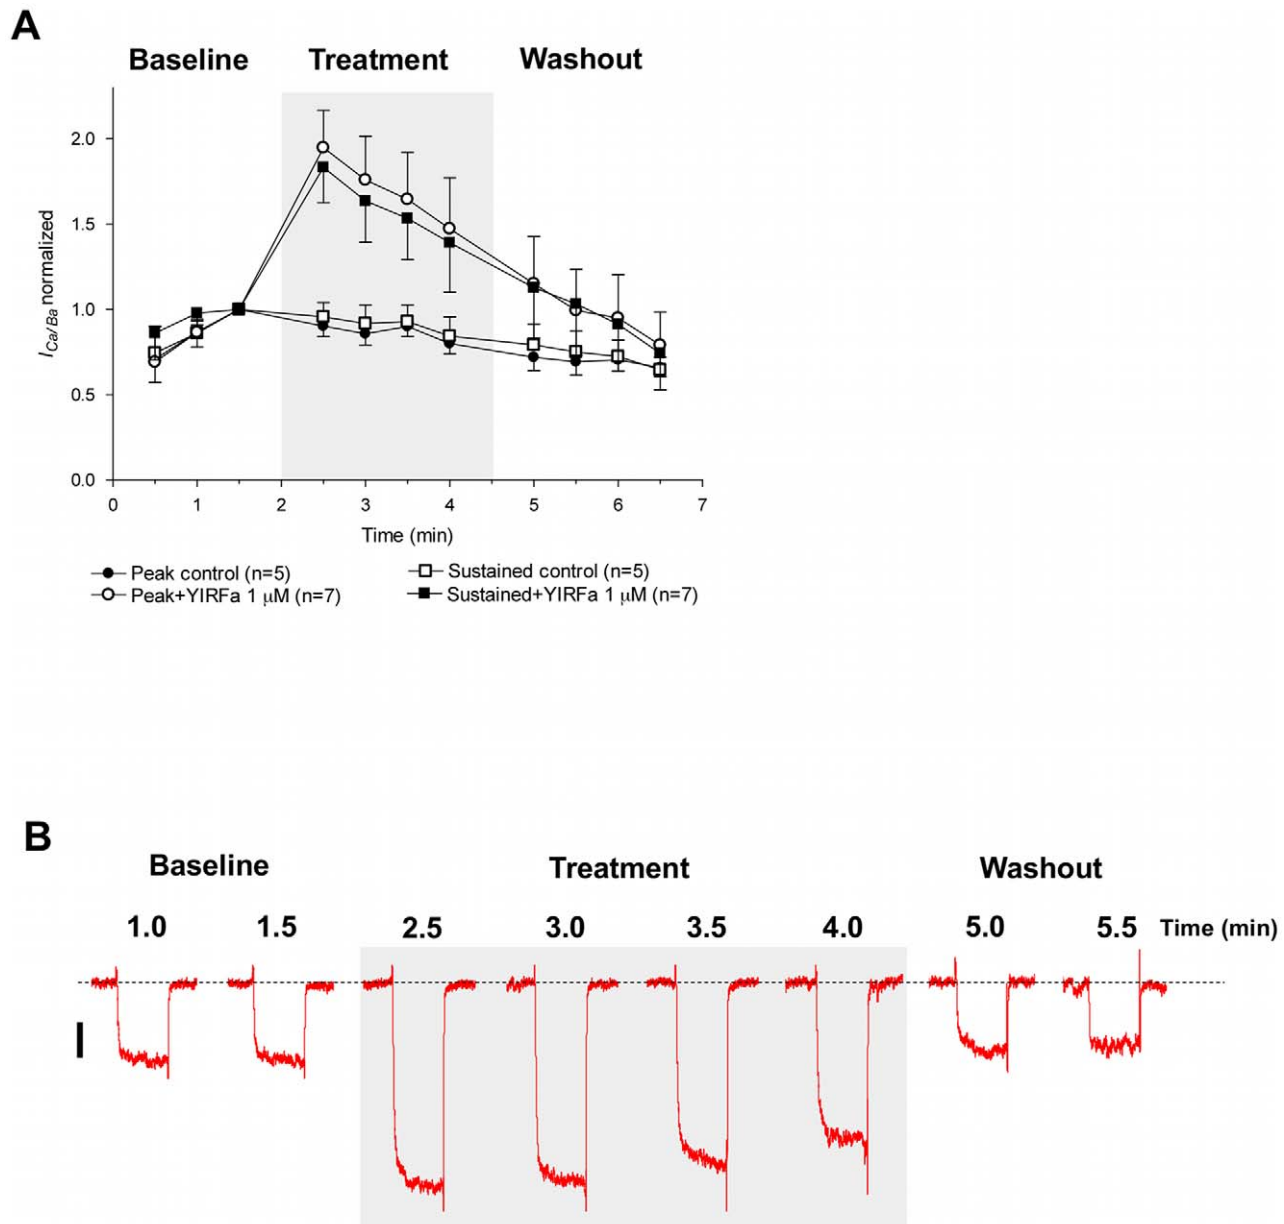 A
Baseline Treatment Washout
2.0
1.5
1.0
0.5
0.0
I Ca/Ba normalized
0 1 2 3 4 5 6 7
Time (min)
Peak control (n=5) Sustained control (n=5)
Peak+YIRFa 1 μM (n=7) Sustained+YIRFa 1 μM (n=7)
B
Baseline Treatment Washout
1.0 1.5 2.5 3.0 3.5 4.0 5.0 5.5 Time (min)